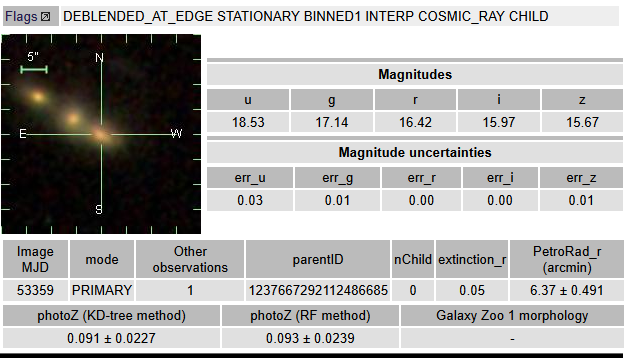 Flags DEBLENDED_AT_EDGE STATIONARY BINNED1 INTERP COSMIC_RAY CHILD
5"
N
E W
S
Magnitudes
u g r i z
18.53 17.14 16.42 15.97 15.67
Magnitude uncertainties
err_u err_g err_r err_i err_z
0.03 0.01 0.00 0.00 0.01
Image MJD mode Other observations parentID nChild extinction_r PetroRad_r (arcmin)
53359 PRIMARY 1 1237667292112486685 0 0.05 6.37 ± 0.491
photoZ (KD-tree method) photoZ (RF method) Galaxy Zoo 1 morphology
0.091 ± 0.0227 0.093 ± 0.0239 -